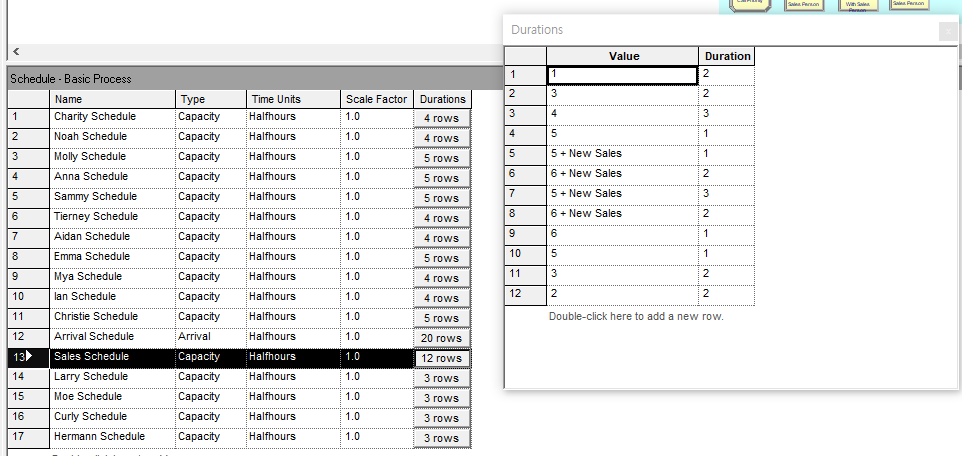 Sales Person
With Sales
Person
Sales Person
Durations
Value Duration
1 1 2
2 3 2
3 4 3
4 5 1
5 5 + New Sales 1
6 6 + New Sales 2
7 5 + New Sales 3
8 6 + New Sales 2
9 6 1
10 5 1
11 3 2
12 2 2
Double-click here to add a new row.
Schedule - Basic Process
Name Type Time Units Scale Factor Durations
1 Charity Schedule Capacity Halfhours 1.0 4 rows
2 Noah Schedule Capacity Halfhours 1.0 4 rows
3 Molly Schedule Capacity Halfhours 1.0 5 rows
4 Anna Schedule Capacity Halfhours 1.0 5 rows
5 Sammy Schedule Capacity Halfhours 1.0 5 rows
6 Tierney Schedule Capacity Halfhours 1.0 4 rows
7 Aidan Schedule Capacity Halfhours 1.0 4 rows
8 Emma Schedule Capacity Halfhours 1.0 5 rows
9 Mya Schedule Capacity Halfhours 1.0 4 rows
10 Ian Schedule Capacity Halfhours 1.0 4 rows
11 Christie Schedule Capacity Halfhours 1.0 5 rows
12 Arrival Schedule Arrival Halfhours 1.0 20 rows
13 Sales Schedule Capacity Halfhours 1.0 12 rows
14 Larry Schedule Capacity Halfhours 1.0 3 rows
15 Moe Schedule Capacity Halfhours 1.0 3 rows
16 Curly Schedule Capacity Halfhours 1.0 3 rows
17 Hermann Schedule Capacity Halfhours 1.0 3 rows